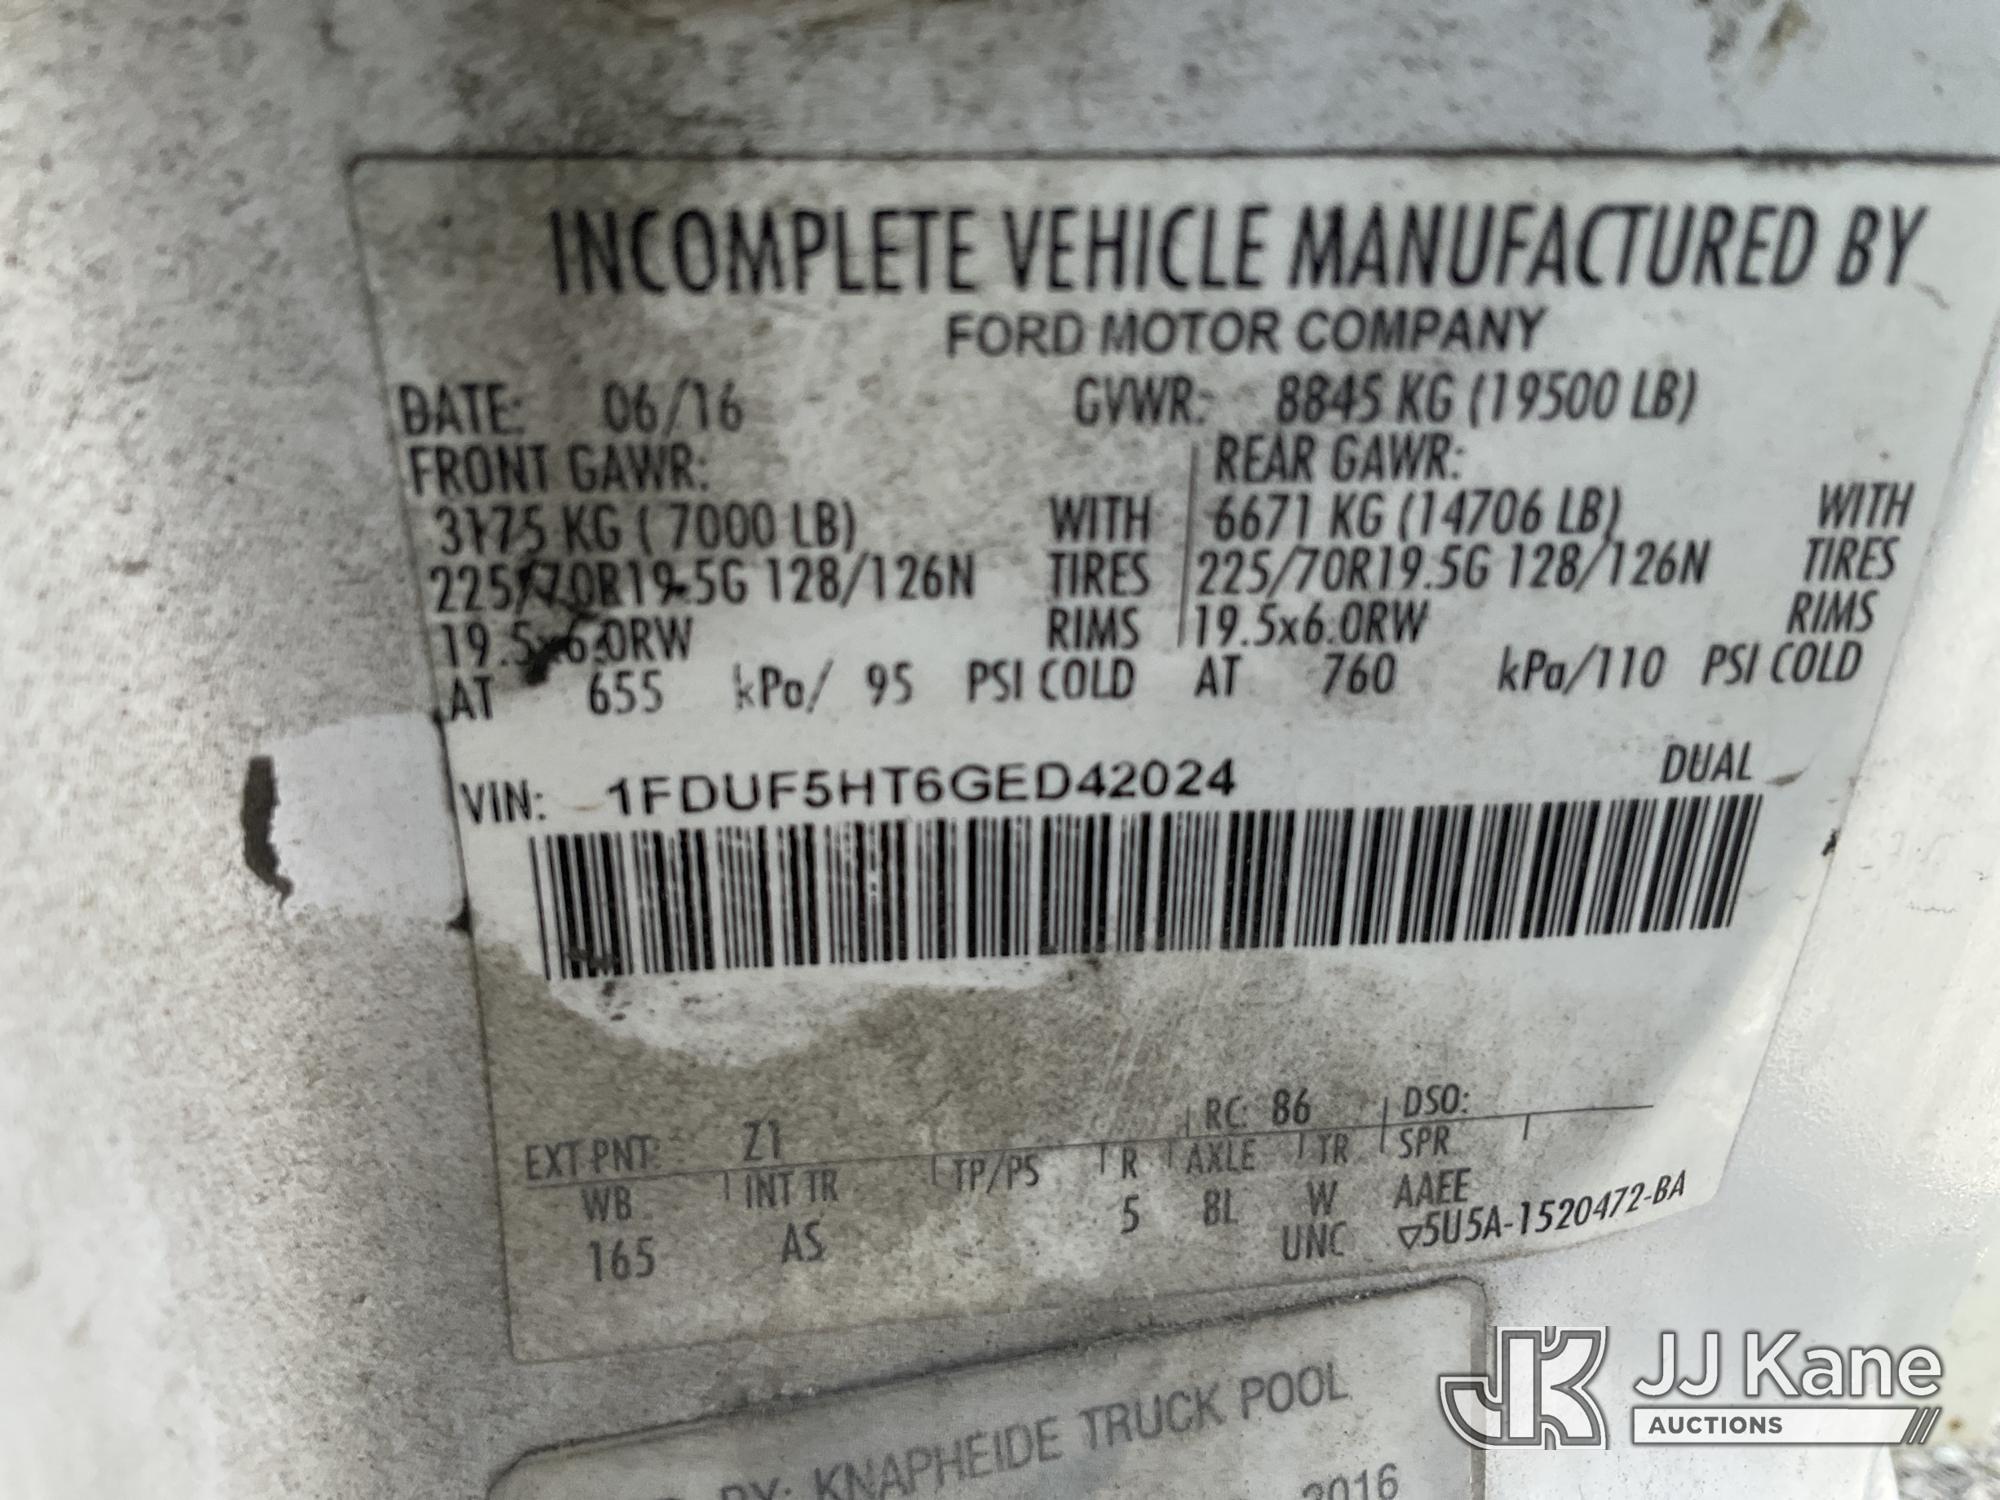 INCOMPLETE VEHICLE MANUFACTURED BY
FORD MOTOR COMPANY
DATE: 06/16 GVWR: 8845 KG (19500 LB)
FRONT GAWR: REAR GAWR:
3175 KG ( 7000 LB) WITH 6671 KG (14706 LB) WITH
225/70R19.5G 128/126N TIRES 225/70R19.5G 128/126N TIRES
19.5x6.0RW RIMS 19.5x6.0RW RIMS
AT 655 kPa/ 95 PSI COLD AT 760 kPa/110 PSI COLD
VIN: 1FDUF5HT6GED42024 DUAL
EXT PNT: Z1 RC: 86 DSO:
WB INT TR TP/PS R AXLE TR SPR
165 AS 5 8L W AAEE
UNC ▽5U5A-1520472-BA
BY: KNAPHEIDE TRUCK POOL
2016
JJ Kane
AUCTIONS